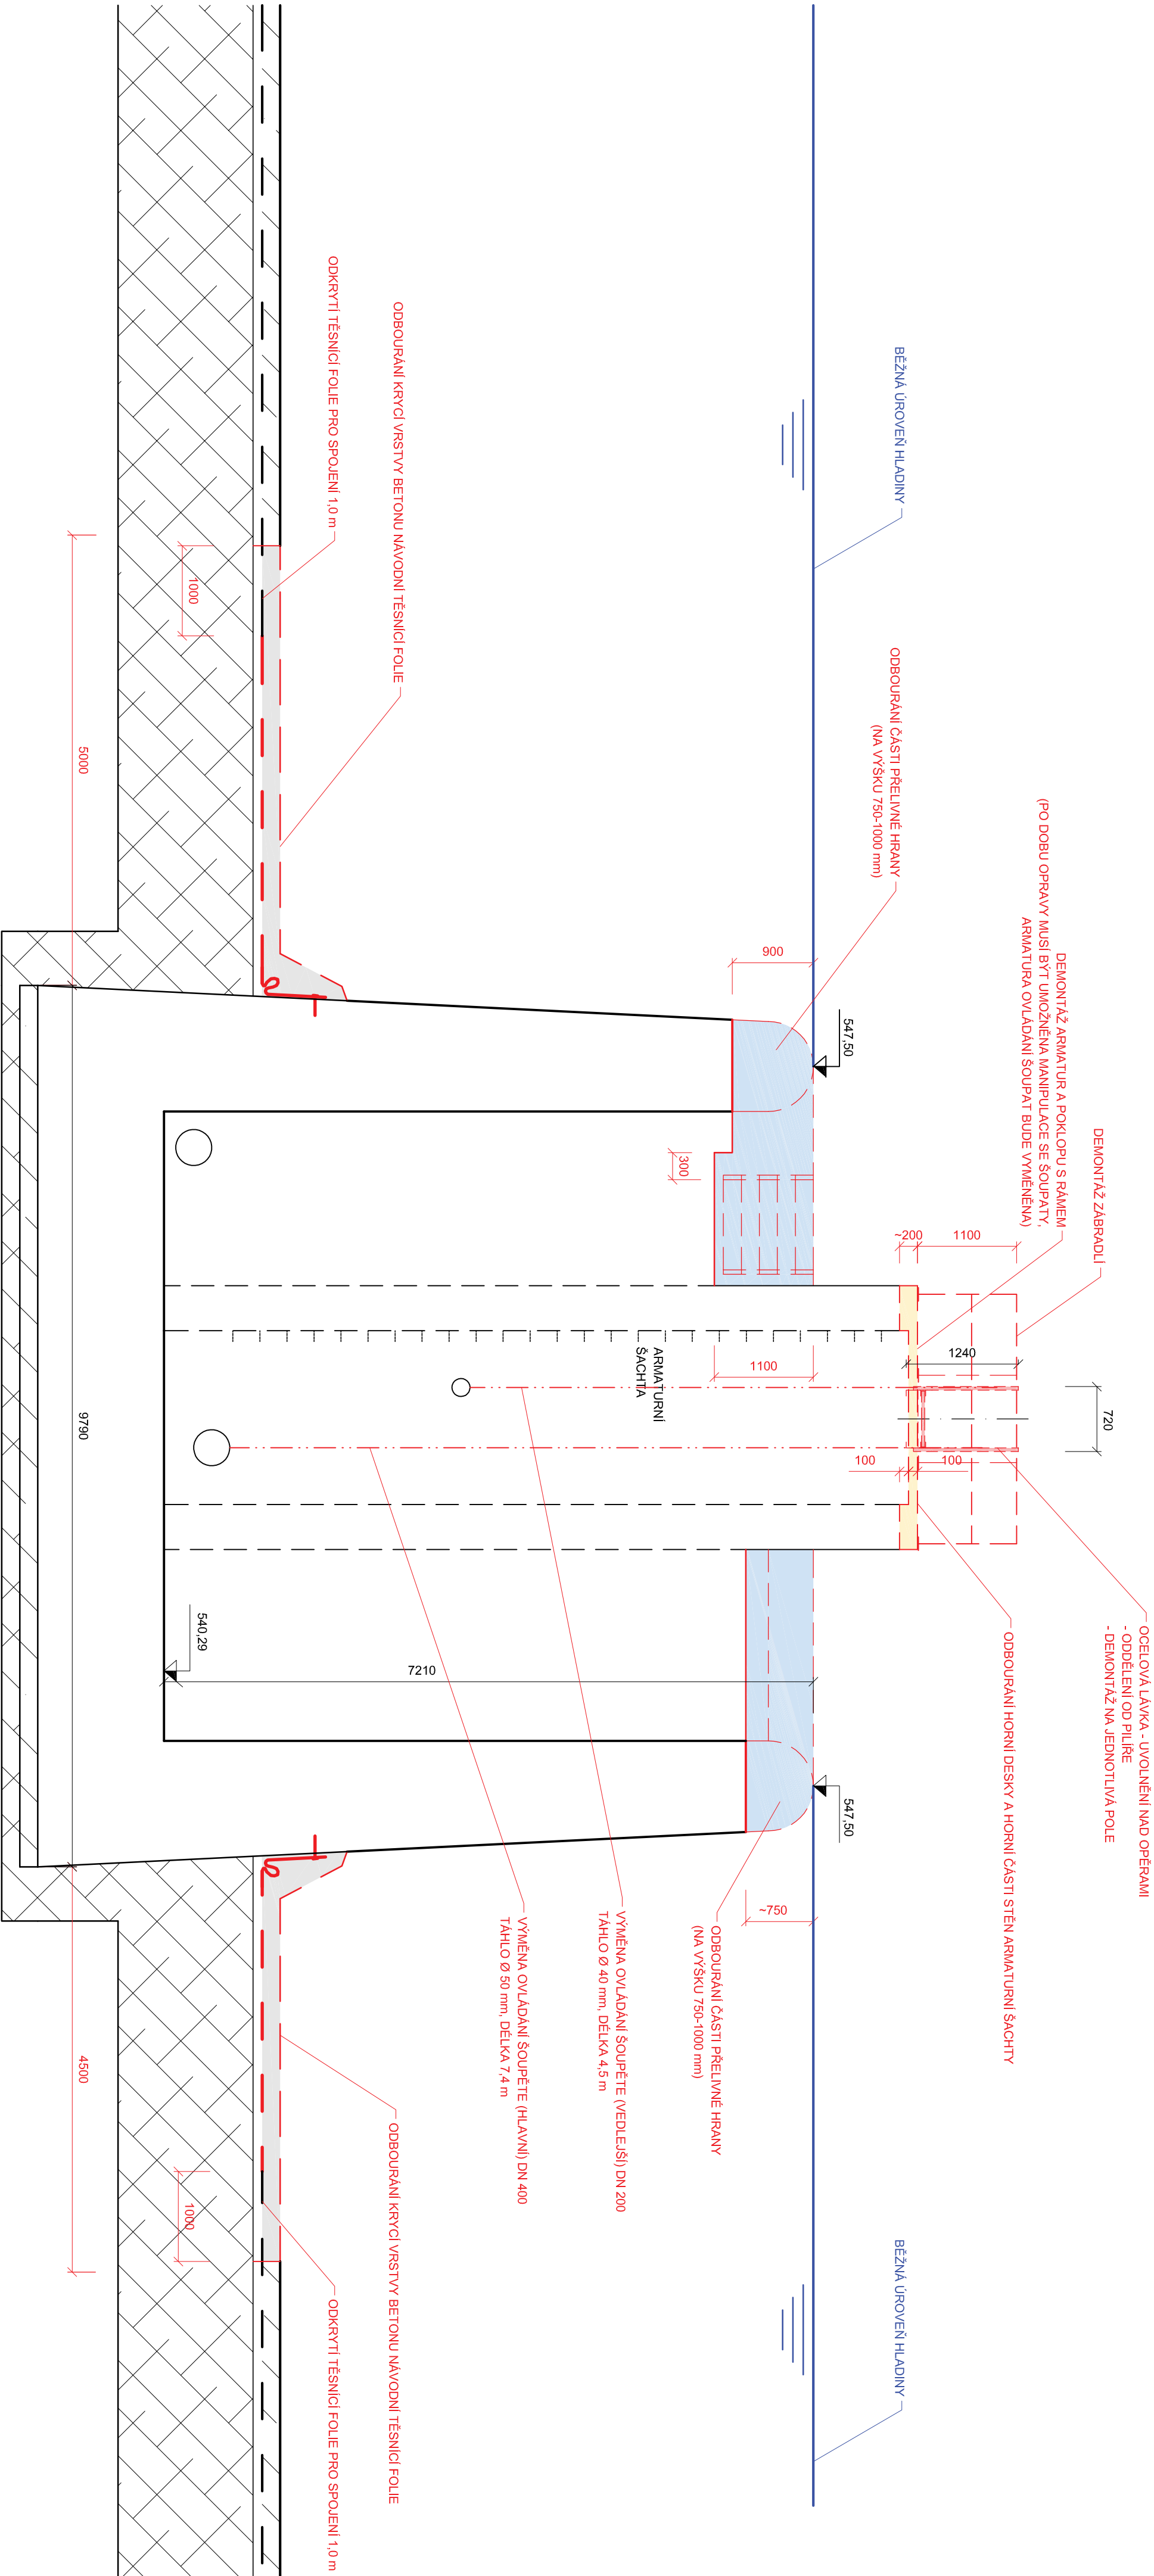 OCELOVÁ LÁVKA - UVOLNĚNÍ NAD OPĚRAMI
- ODDĚLENÍ OD PILÍŘE
- DEMONTÁŽ NA JEDNOTLIVÁ POLE
DEMONTÁŽ ZÁBRADLÍ
720
DEMONTÁŽ ARMATUR A POKLOPU S RÁMEM
(PO DOBU OPRAVY MUSÍ BÝT UMOŽNĚNA MANIPULACE SE ŠOUPATY,
ARMATURA OVLÁDÁNÍ ŠOUPAT BUDE VYMĚNĚNA)
ODBOURÁNÍ HORNÍ DESKY A HORNÍ ČÁSTI STĚN ARMATURNÍ ŠACHTY
~200
1100
1240
100
100
BĚŽNÁ ÚROVEŇ HLADINY
ODBOURÁNÍ ČÁSTI PŘELIVNÉ HRANY
(NA VÝŠKU 750-1000 mm)
BĚŽNÁ ÚROVEŇ HLADINY
547,50
547,50
900
300
1100
~750
ODBOURÁNÍ ČÁSTI PŘELIVNÉ HRANY
(NA VÝŠKU 750-1000 mm)
ARMATURNÍ
ŠACHTA
VÝMĚNA OVLÁDÁNÍ ŠOUPĚTE (VEDLEJŠÍ) DN 200
TÁHLO Ø 40 mm, DÉLKA 4,5 m
VÝMĚNA OVLÁDÁNÍ ŠOUPĚTE (HLAVNÍ) DN 400
TÁHLO Ø 50 mm, DÉLKA 7,4 m
7210
540,29
ODBOURÁNÍ KRYCÍ VRSTVY BETONU NÁVODNÍ TĚSNÍCÍ FOLIE
ODKRYTÍ TĚSNÍCÍ FOLIE PRO SPOJENÍ 1,0 m
ODBOURÁNÍ KRYCÍ VRSTVY BETONU NÁVODNÍ TĚSNÍCÍ FOLIE
ODKRYTÍ TĚSNÍCÍ FOLIE PRO SPOJENÍ 1,0 m
1000
1000
5000
9790
4500